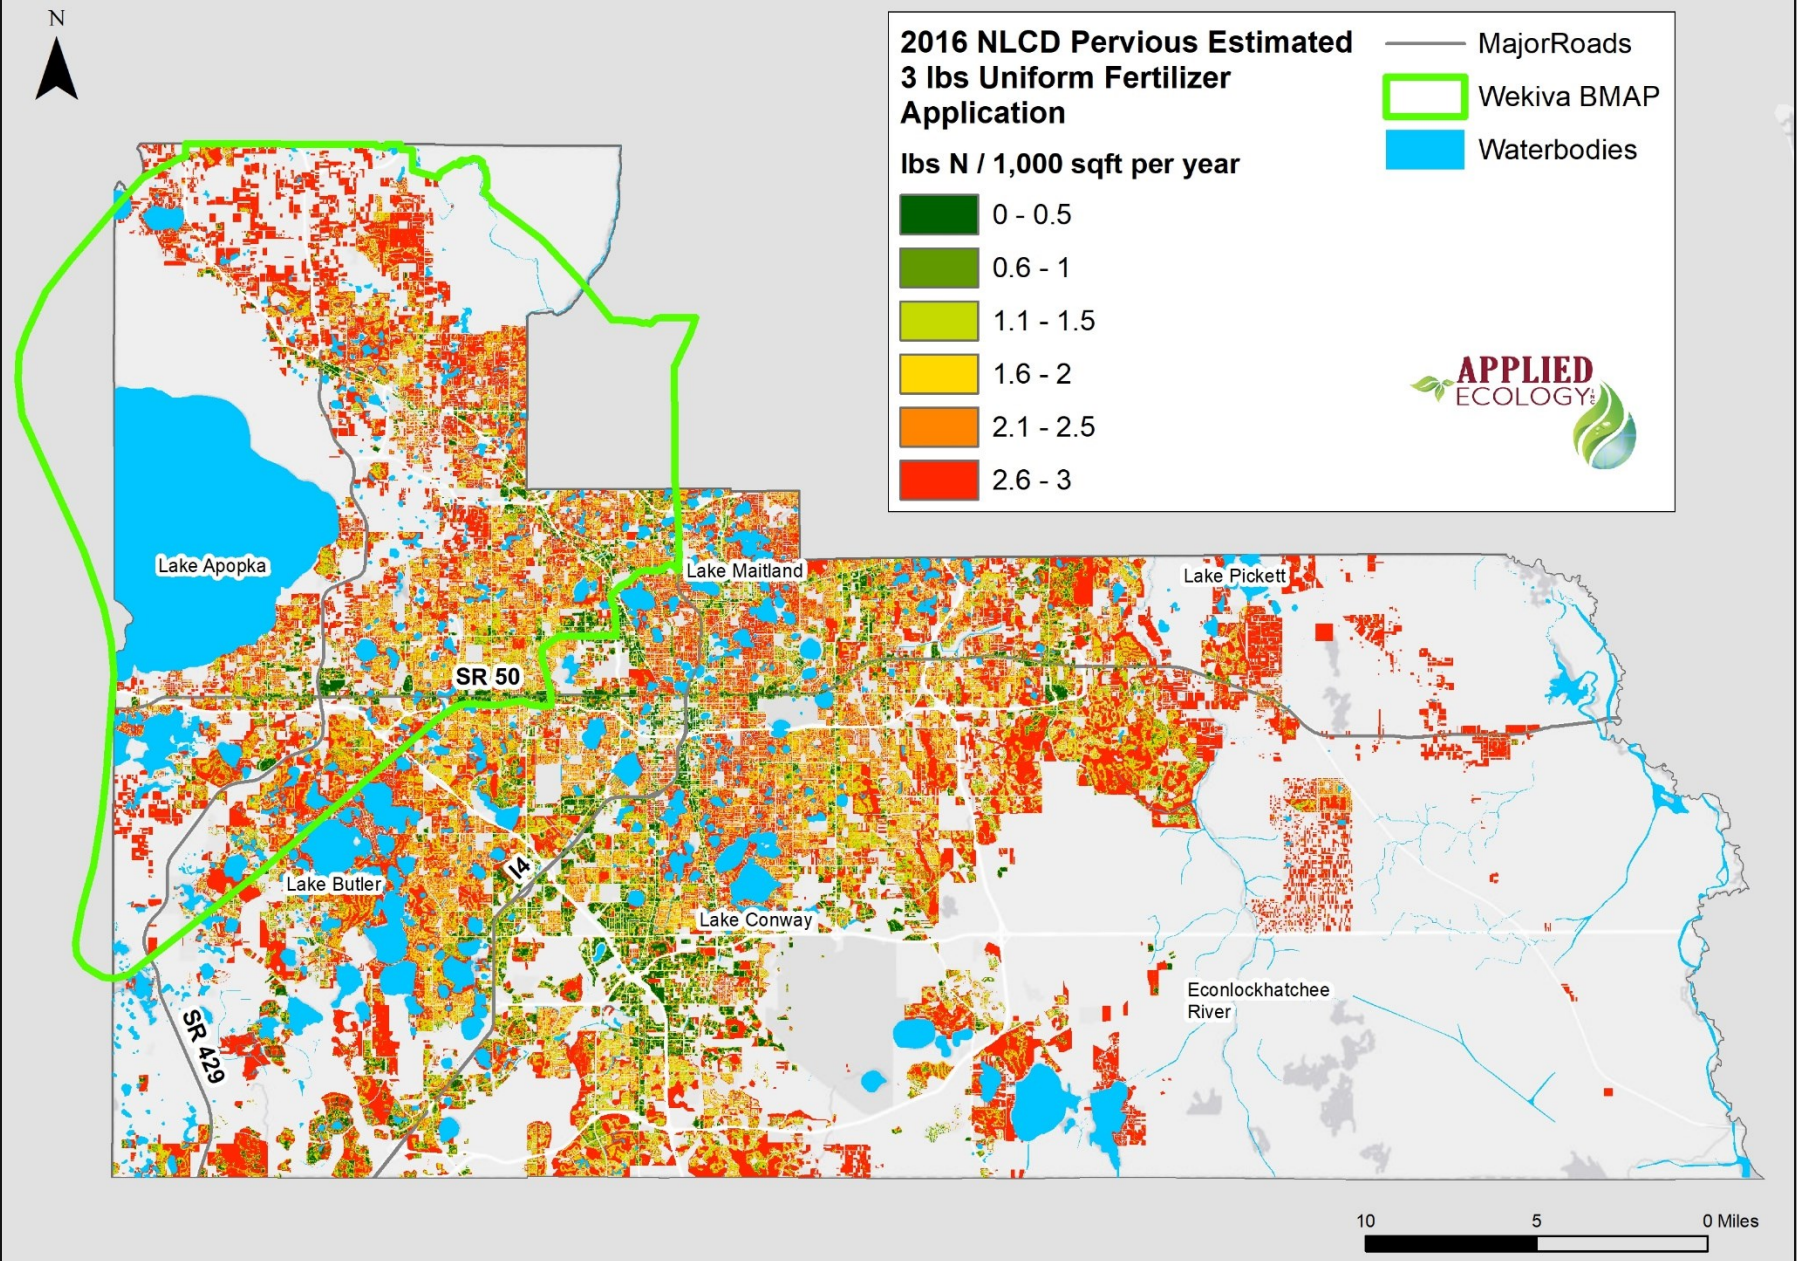 N
2016 NLCD Pervious Estimated
3 lbs Uniform Fertilizer
Application
lbs N / 1,000 sqft per year
0 - 0.5
0.6 - 1
1.1 - 1.5
1.6 - 2
2.1 - 2.5
2.6 - 3
MajorRoads
Wekiva BMAP
Waterbodies
APPLIED
ECOLOGY INC
Lake Apopka
Lake Maitland
Lake Pickett
SR 50
I4
Lake Butler
Lake Conway
Econlockhatchee
River
SR 429
10 5 0 Miles